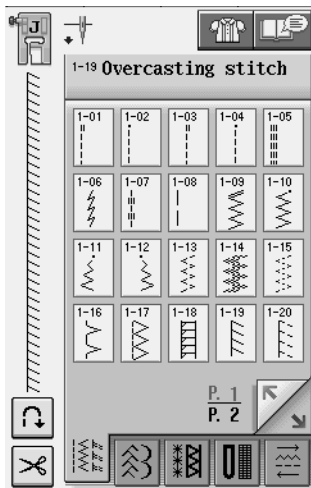 J
1-19 Overcasting stitch
1-01 1-02 1-03 1-04 1-05
1-06 1-07 1-08 1-09 1-10
1-11 1-12 1-13 1-14 1-15
1-16 1-17 1-18 1-19 1-20
P. 1
P. 2